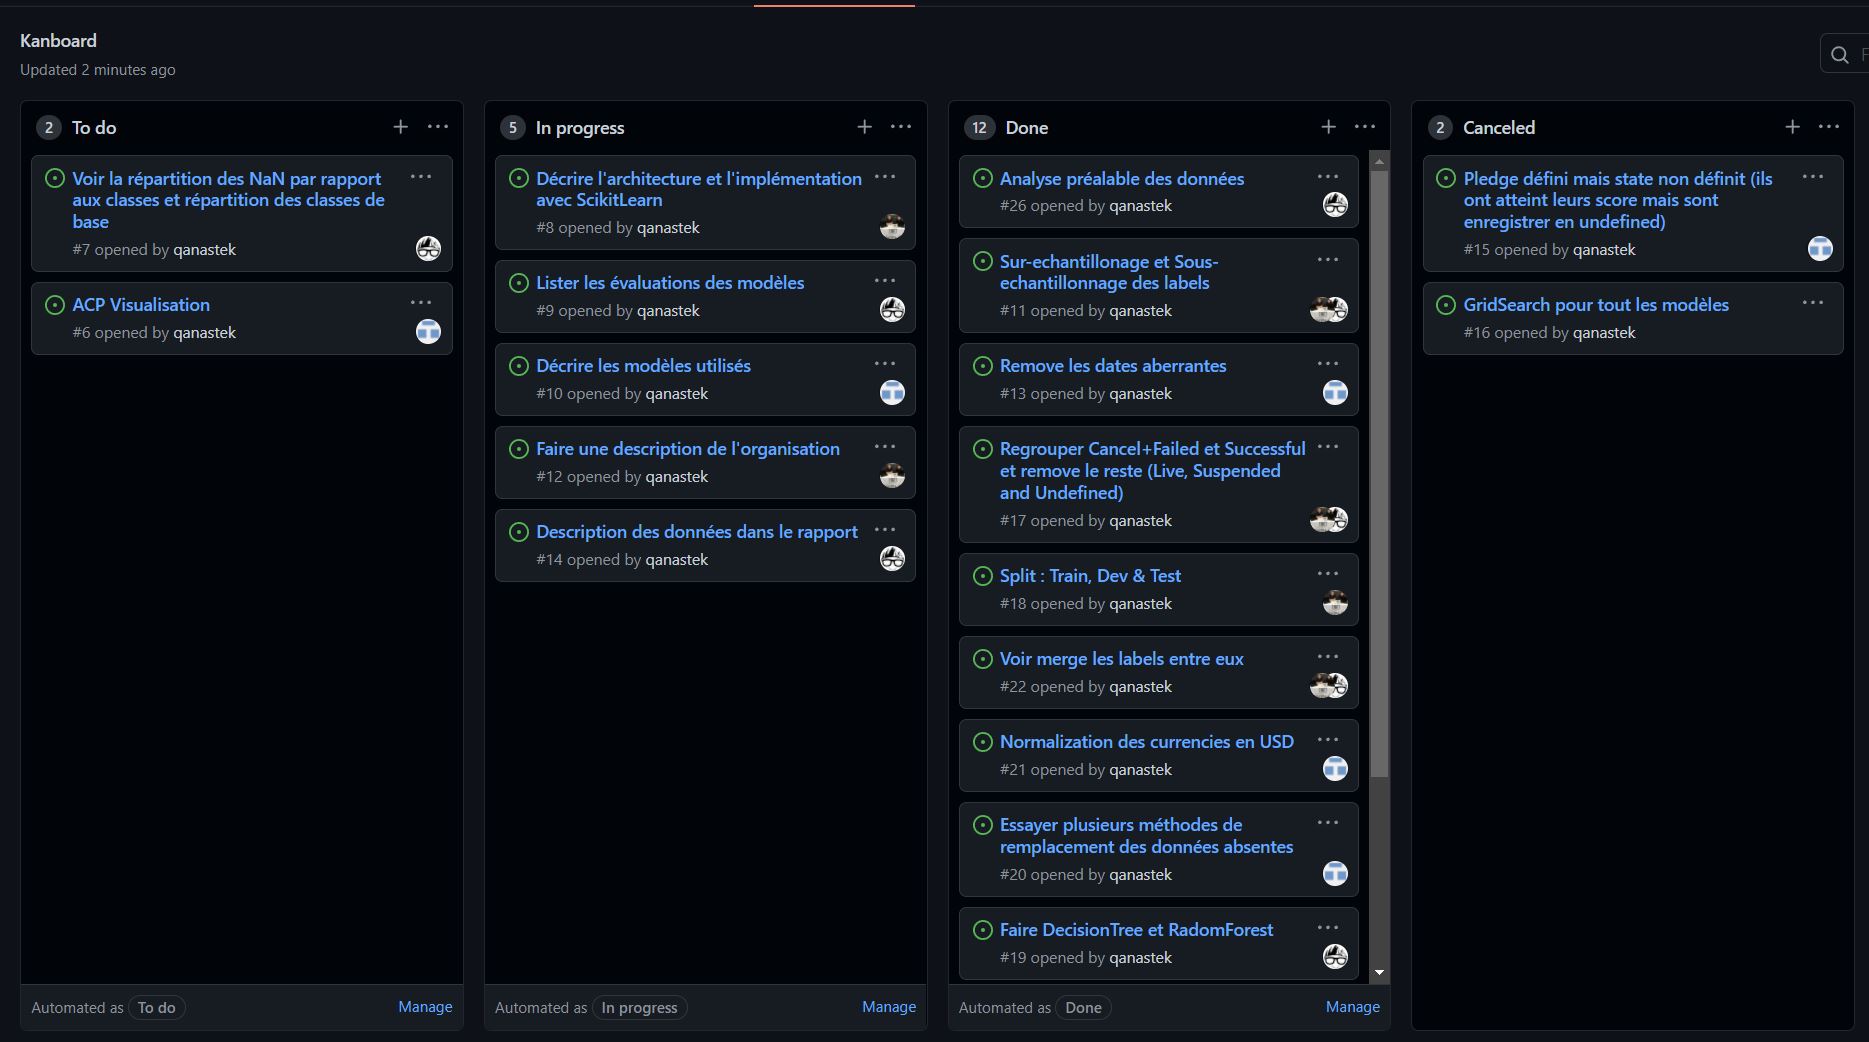 Kanboard
Updated 2 minutes ago
2 To do
Voir la répartition des NaN par rapport
aux classes et répartition des classes de
base
#7 opened by qanastek
ACP Visualisation
#6 opened by qanastek
Automated as To do
Manage
5 In progress
Décrire l'architecture et l'implémentation
avec ScikitLearn
#8 opened by qanastek
Lister les évaluations des modèles
#9 opened by qanastek
Décrire les modèles utilisés
#10 opened by qanastek
Faire une description de l'organisation
#12 opened by qanastek
Description des données dans le rapport
#14 opened by qanastek
Automated as In progress
Manage
12 Done
Analyse préalable des données
#26 opened by qanastek
Sur-echantillonage et Sous-
echantillonnage des labels
#11 opened by qanastek
Remove les dates aberrantes
#13 opened by qanastek
Regrouper Cancel+Failed et Successful
et remove le reste (Live, Suspended
and Undefined)
#17 opened by qanastek
Split : Train, Dev & Test
#18 opened by qanastek
Voir merge les labels entre eux
#22 opened by qanastek
Normalization des currencies en USD
#21 opened by qanastek
Essayer plusieurs méthodes de
remplacement des données absentes
#20 opened by qanastek
Faire DecisionTree et RadomForest
#19 opened by qanastek
Automated as Done
Manage
2 Canceled
Pledge défini mais state non définit (ils
ont atteint leurs score mais sont
enregistrer en undefined)
#15 opened by qanastek
GridSearch pour tout les modèles
#16 opened by qanastek